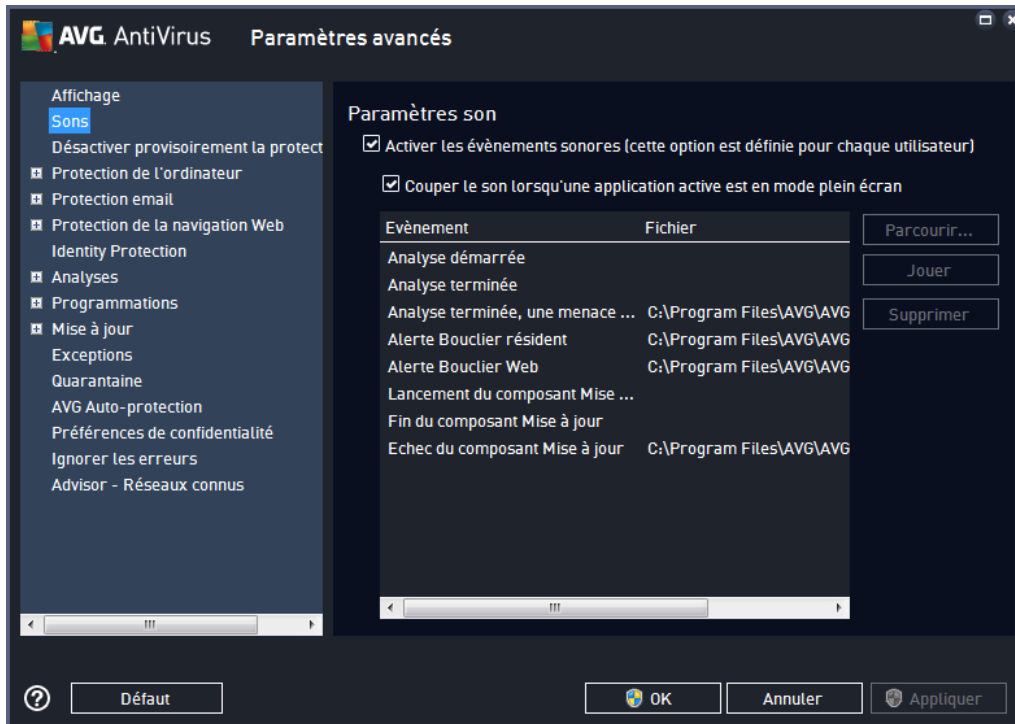 AVG. AntiVirus Paramètres avancés
Affichage
Sons
Désactiver provisoirement la protect
Protection de l'ordinateur
Protection email
Protection de la navigation Web
Identity Protection
Analyses
Programmations
Mise à jour
Exceptions
Quarantaine
AVG Auto-protection
Préférences de confidentialité
Ignorer les erreurs
Advisor - Réseaux connus
Paramètres son
Activer les évènements sonores (cette option est définie pour chaque utilisateur)
Couper le son lorsqu'une application active est en mode plein écran
Evènement Fichier
Analyse démarrée
Analyse terminée
Analyse terminée, une menace ... C:\Program Files\AVG\AVG
Alerte Bouclier résident C:\Program Files\AVG\AVG
Alerte Bouclier Web C:\Program Files\AVG\AVG
Lancement du composant Mise ...
Fin du composant Mise à jour
Echec du composant Mise à jour C:\Program Files\AVG\AVG
Parcourir...
Jouer
Supprimer
Défaut
OK
Annuler
Appliquer